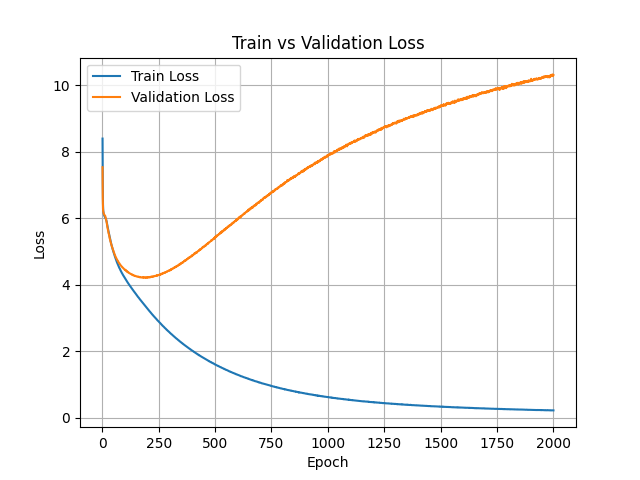 Train vs Validation Loss
Train Loss
Validation Loss
10
8
6
4
2
0
Loss
0 250 500 750 1000 1250 1500 1750 2000
Epoch